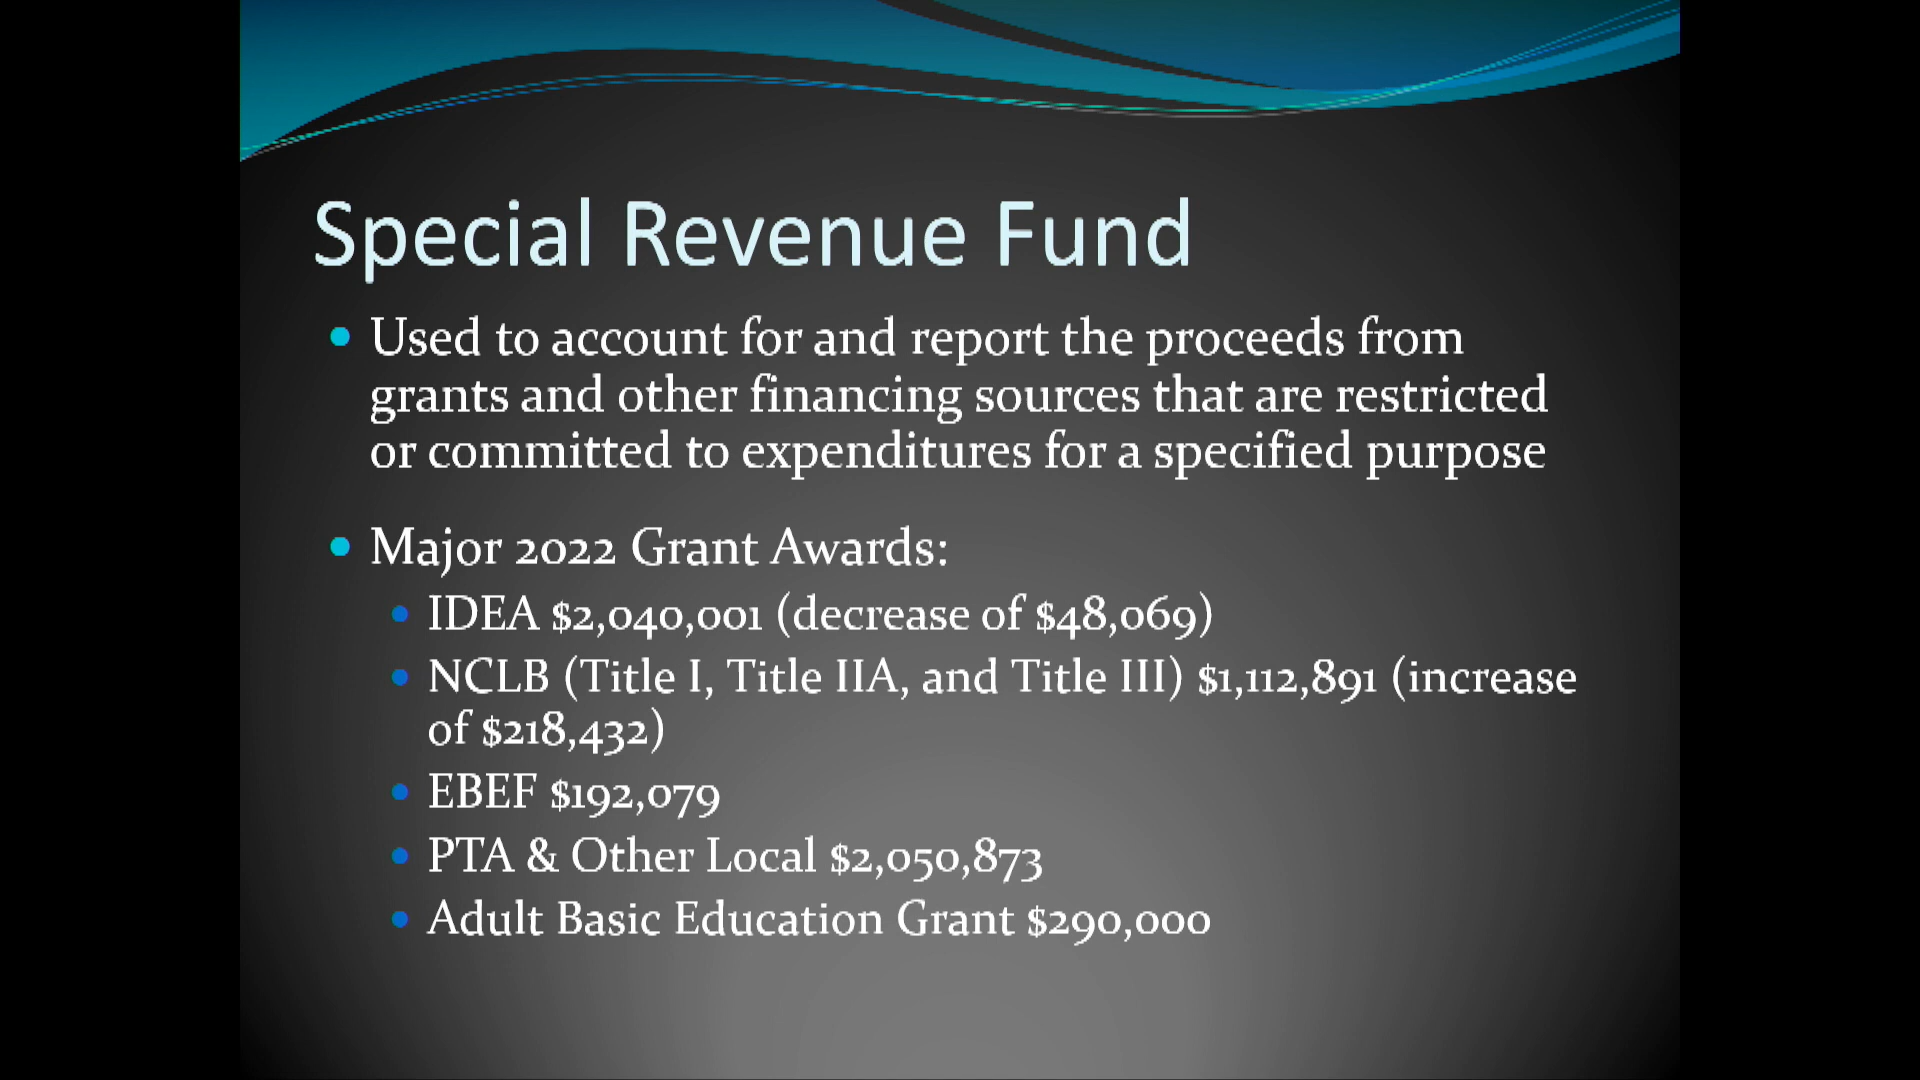 Special Revenue Fund
• Used to account for and report the proceeds from
grants and other financing sources that are restricted
or committed to expenditures for a specified purpose
• Major 2022 Grant Awards:
• IDEA $2,040,001 (decrease of $48,069)
• NCLB (Title I, Title IIA, and Title III) $1,112,891 (increase
of $218,432)
• EBEF $192,079
• PTA & Other Local $2,050,873
• Adult Basic Education Grant $290,000